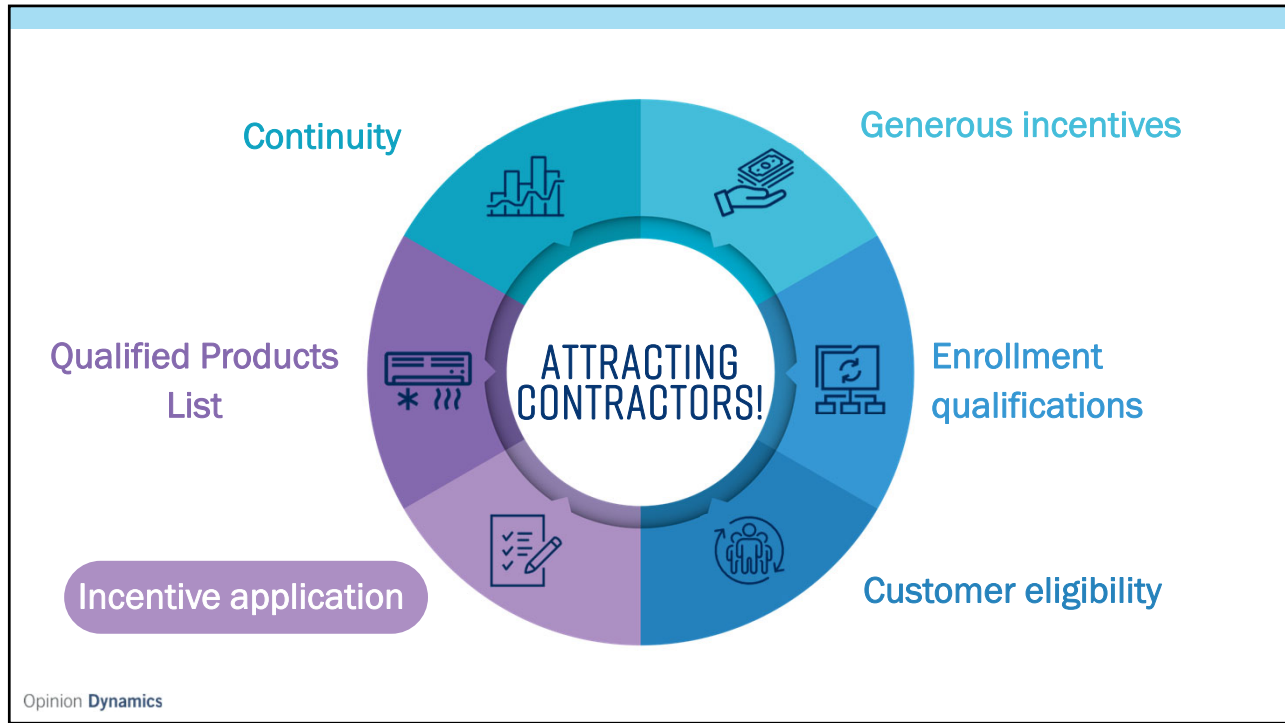 Continuity
Generous incentives
Qualified Products
List
ATTRACTING
CONTRACTORS!
Enrollment
qualifications
Incentive application
Customer eligibility
Opinion Dynamics